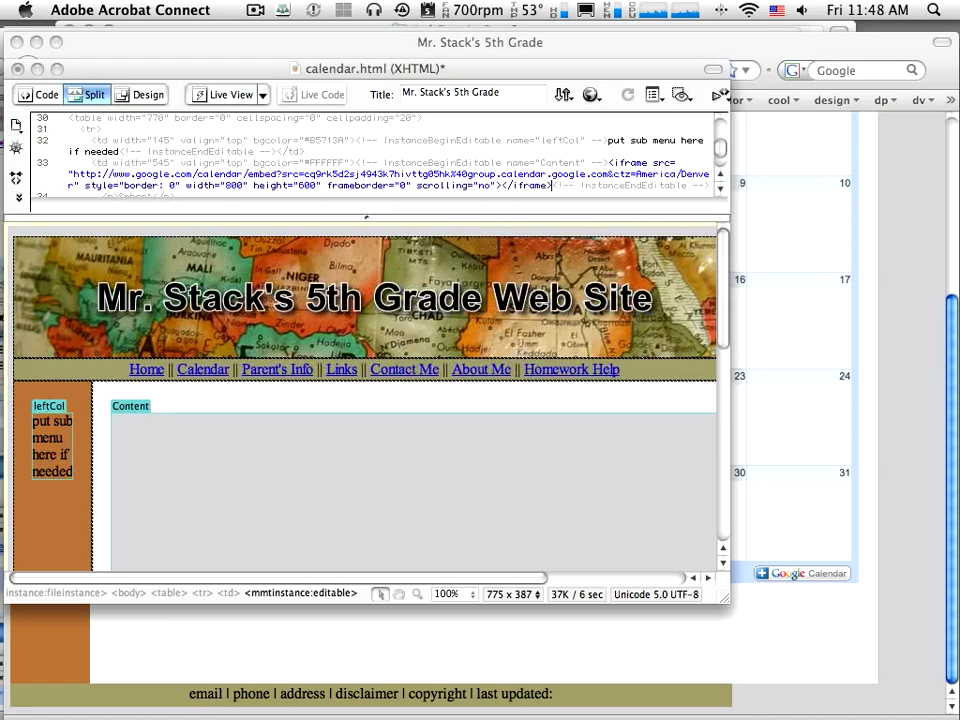 Adobe Acrobat Connect 700rpm 53° Fri 11:48 AM
Mr. Stack's 5th Grade
calendar.html (XHTML)*
Google
Code Split Design Live View Live Code Title: Mr. Stack's 5th Grade
cool design dp dv »
30 <table width="770" border="0" cellspacing="0" cellpadding="20">
31 <tr>
32 <td width="145" valign="top" bgcolor="#B5713A"><!-- InstanceBeginEditable name="leftCol" -->put sub menu here
if needed<!-- InstanceEndEditable --></td>
33 <td width="545" valign="top" bgcolor="#FFFFFF"><!-- InstanceBeginEditable name="Content" --><iframe src=
"http://www.google.com/calendar/embed?src=cq9rk5d2sj4943k7hivttg05hk%40group.calendar.google.com&ctz=America/Denve
r" style="border: 0" width="800" height="600" frameborder="0" scrolling="no"></iframe><!-- InstanceEndEditable -->
9 10
MAURITANIA
MALI
Araouane
Djado
NIGER
Bilma
Mr. Stack's 5th Grade Web Site
El Fasher
16 17
Home || Calendar || Parent's Info || Links || Contact Me || About Me || Homework Help
23 24
leftCol
put sub
menu
here if
needed
Content
30 31
Google Calendar
<body> <table> <tr> <td> <mmtinstance:editable> 100% 775 x 387 37K / 6 sec Unicode 5.0 UTF-8
email | phone | address | disclaimer | copyright | last updated: